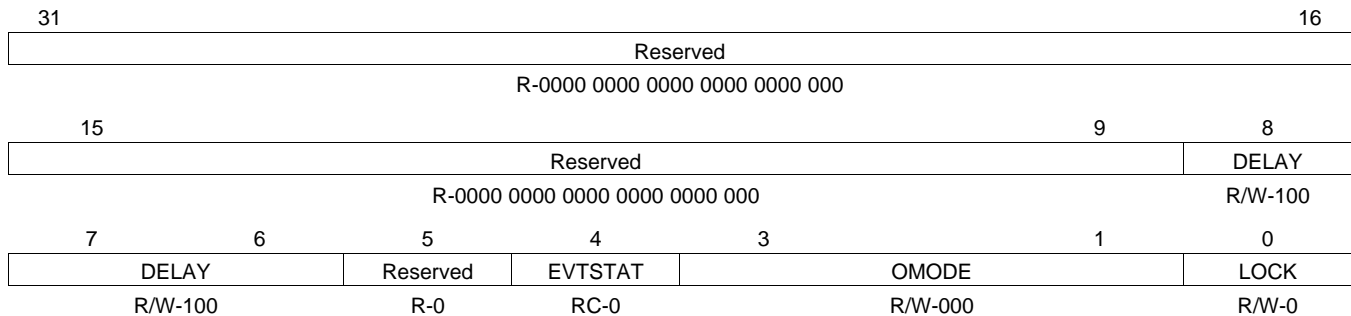 31 16
Reserved
R-0000 0000 0000 0000 0000 000
15 9 8
Reserved DELAY
R-0000 0000 0000 0000 0000 000 R/W-100
7 6 5 4 3 1 0
DELAY Reserved EVTSTAT OMODE LOCK
R/W-100 R-0 RC-0 R/W-000 R/W-0